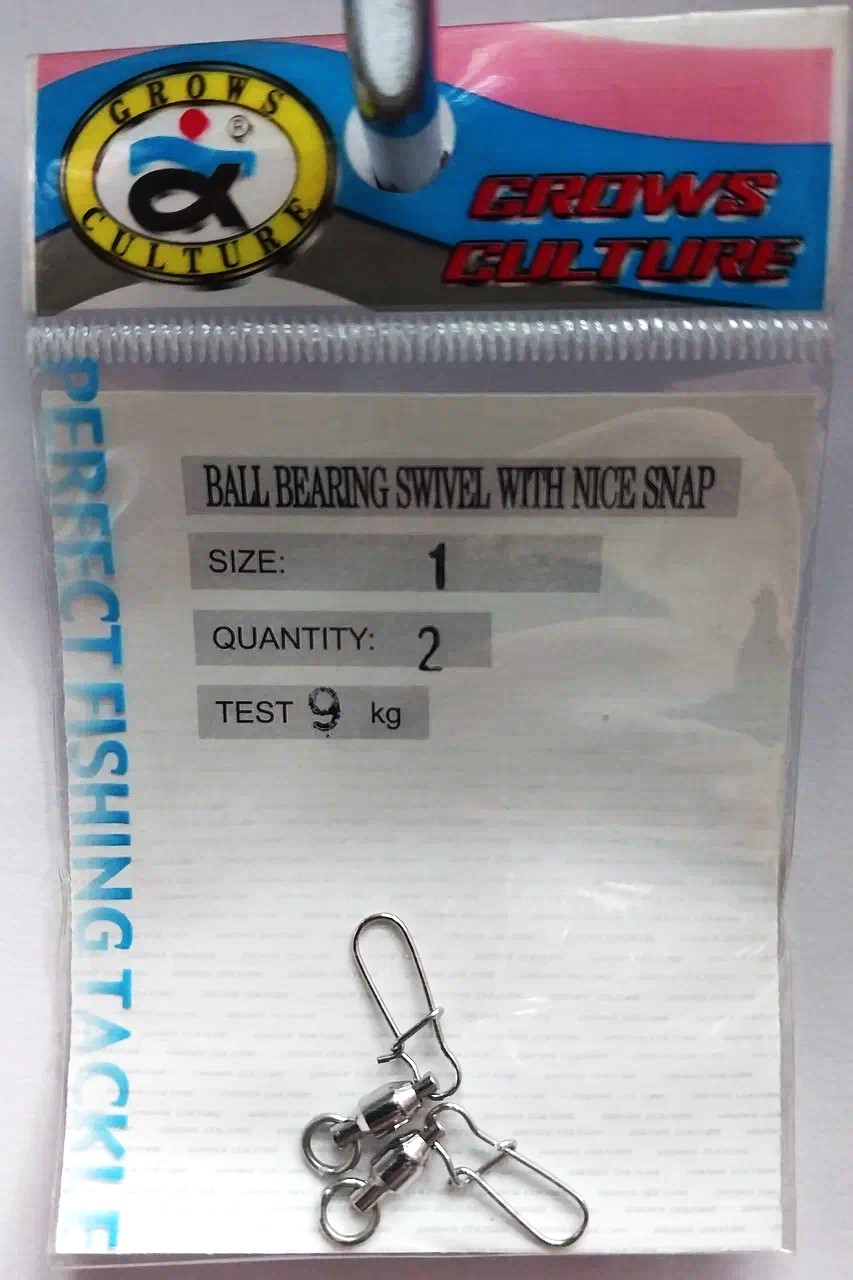 GROWS
CULTURE
®
GROWS
CULTURE
PERFECT FISHING TACKLE
BALL BEARING SWIVEL WITH NICE SNAP
SIZE: 1
QUANTITY: 2
TEST 9 kg